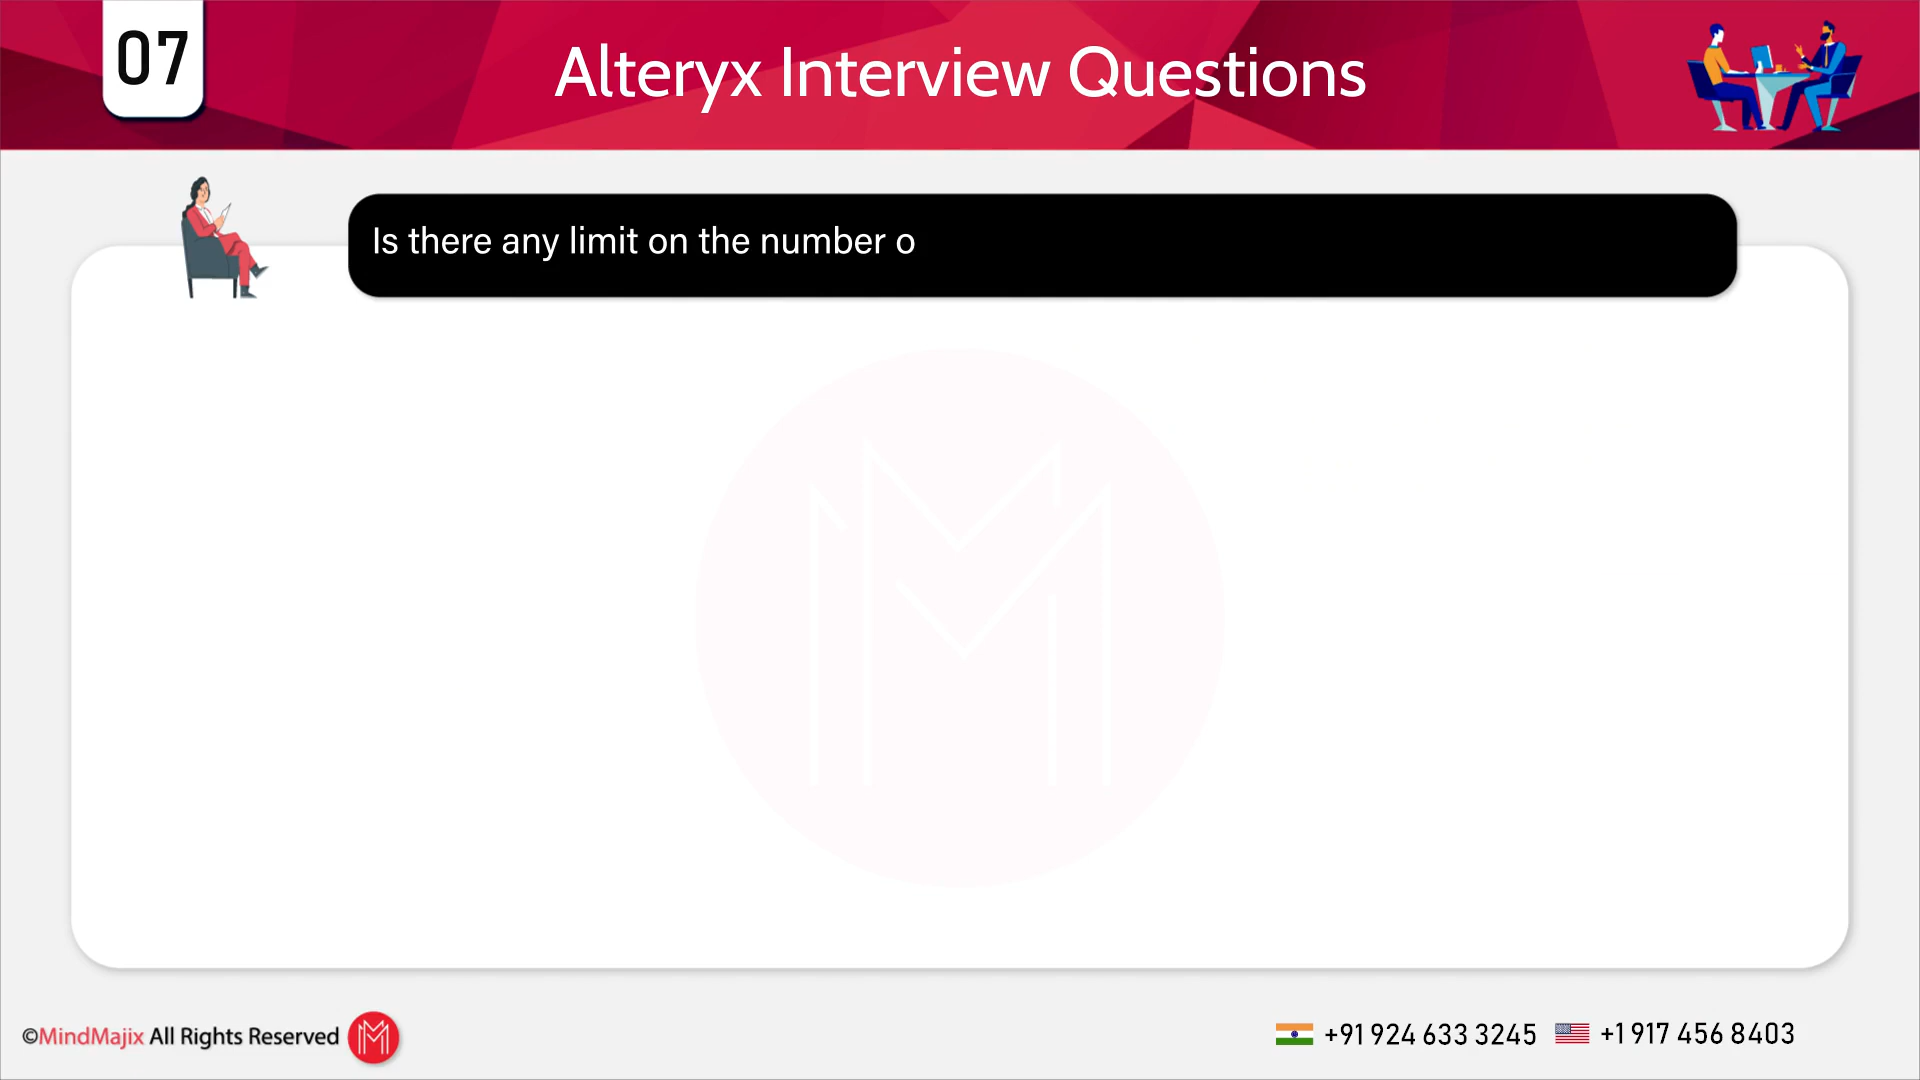 07
Alteryx Interview Questions
Is there any limit on the number o
©MindMajix All Rights Reserved
+91 924 633 3245
+1 917 456 8403